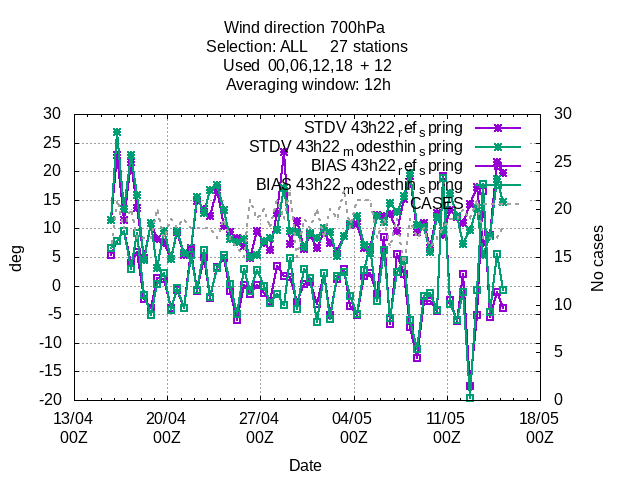 Wind direction 700hPa
Selection: ALL 27 stations
Used 00,06,12,18 + 12
Averaging window: 12h
STDV 43h22_ref_spring
STDV 43h22_modesthin_spring
BIAS 43h22_ref_spring
BIAS 43h22_modesthin_spring
CASES
30
25
20
15
10
5
0
-5
-10
-15
-20
deg
30
25
20
15
10
5
0
No cases
13/04 20/04 27/04 04/05 11/05 18/05
00Z 00Z 00Z 00Z 00Z 00Z
Date